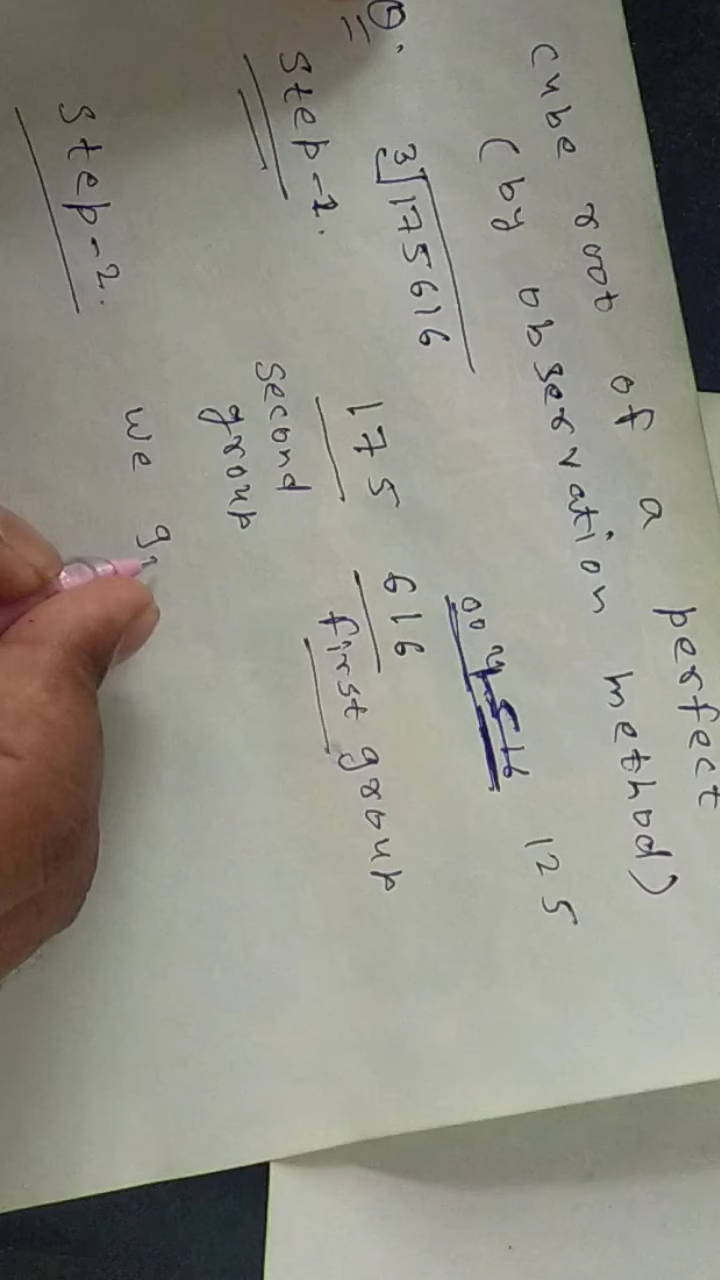 cube root of a perfect
(by observation method)
Q. ∛175616
125
Step-1. 175 616
second group first group
Step-2. we